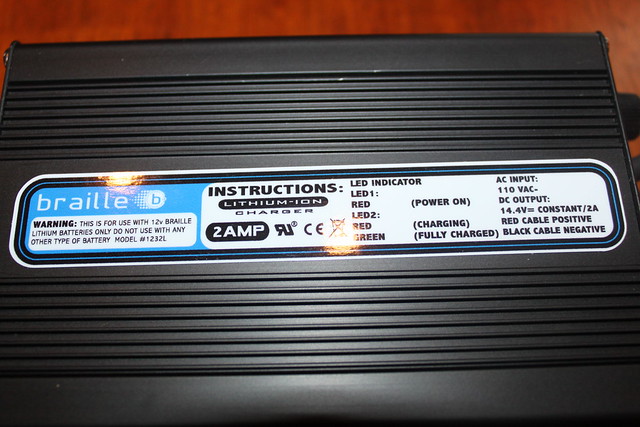 braille b
WARNING: THIS IS FOR USE WITH 12v BRAILLE
LITHIUM BATTERIES ONLY DO NOT USE WITH ANY
OTHER TYPE OF BATTERY MODEL #1232L
INSTRUCTIONS:
LITHIUM-ION
CHARGER
2AMP RU® CE
LED INDICATOR
LED1:
RED (POWER ON)
LED2:
RED (CHARGING)
GREEN (FULLY CHARGED)
AC INPUT:
110 VAC~
DC OUTPUT:
14.4V= CONSTANT/2A
RED CABLE POSITIVE
BLACK CABLE NEGATIVE